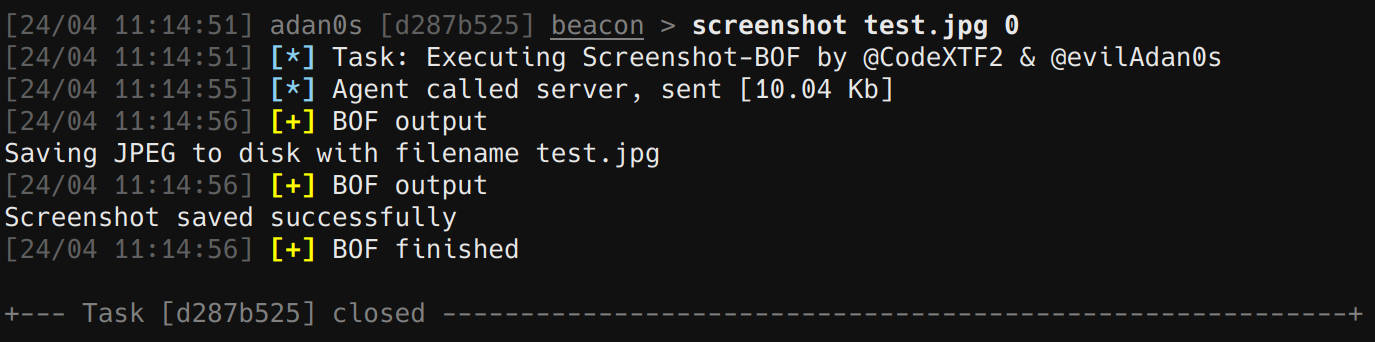 [24/04 11:14:51] adan0s [d287b525] beacon > screenshot test.jpg 0
[24/04 11:14:51] [*] Task: Executing Screenshot-BOF by @CodeXTF2 & @evilAdan0s
[24/04 11:14:55] [*] Agent called server, sent [10.04 Kb]
[24/04 11:14:56] [+] BOF output
Saving JPEG to disk with filename test.jpg
[24/04 11:14:56] [+] BOF output
Screenshot saved successfully
[24/04 11:14:56] [+] BOF finished
+--- Task [d287b525] closed ----------------------------------------------------------+